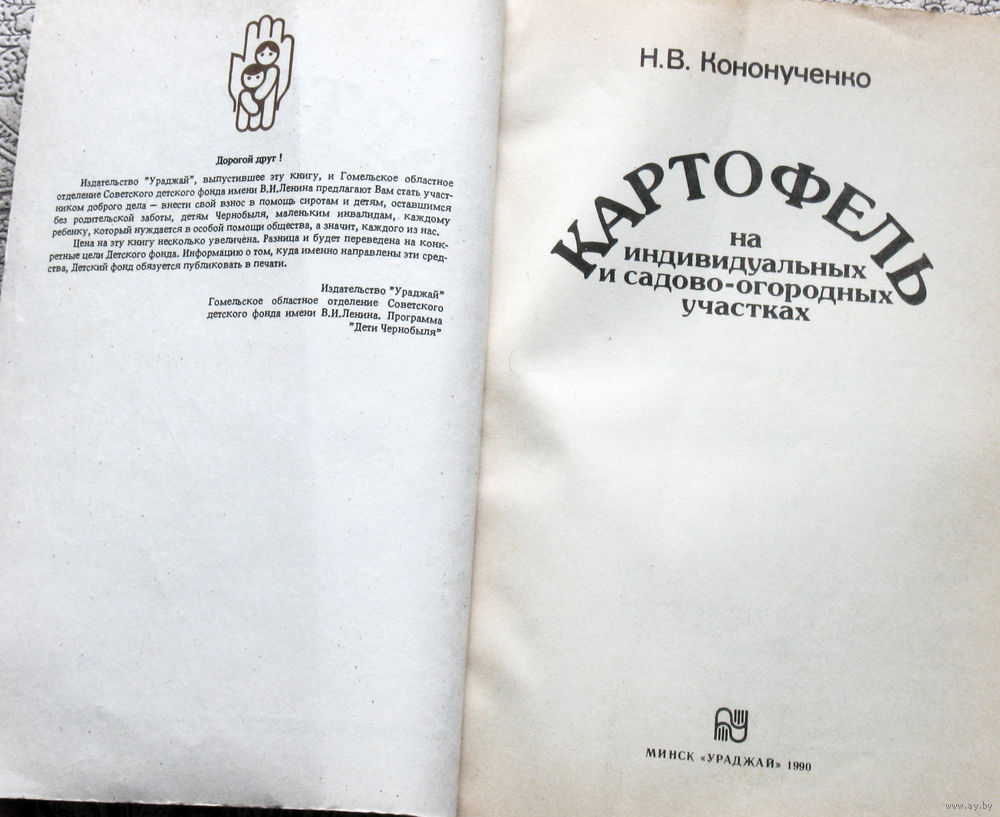 Дорогой друг !
Издательство "Ураджай", выпустившее эту книгу, и Гомельское областное
отделение Советского детского фонда имени В.И.Ленина предлагают Вам стать участ-
ником доброго дела — внести свой взнос в помощь сиротам и детям, оставшимся
без родительской заботы, детям Чернобыля, маленьким инвалидам, каждому
ребенку, который нуждается в особой помощи общества, а значит, каждого из нас.
Цена на эту книгу несколько увеличена. Разница и будет переведена на конк-
ретные цели Детского фонда. Информацию о том, куда именно направлены эти сред-
ства, Детский фонд обязуется публиковать в печати.
Издательство "Ураджай"
Гомельское областное отделение Советского
детского фонда имени В.И.Ленина. Программа
"Дети Чернобыля"
Н.В. Кононученко
КАРТОФЕЛЬ
на
индивидуальных
и садово-огородных
участках
МИНСК «УРАДЖАЙ» 1990
www.ay.by